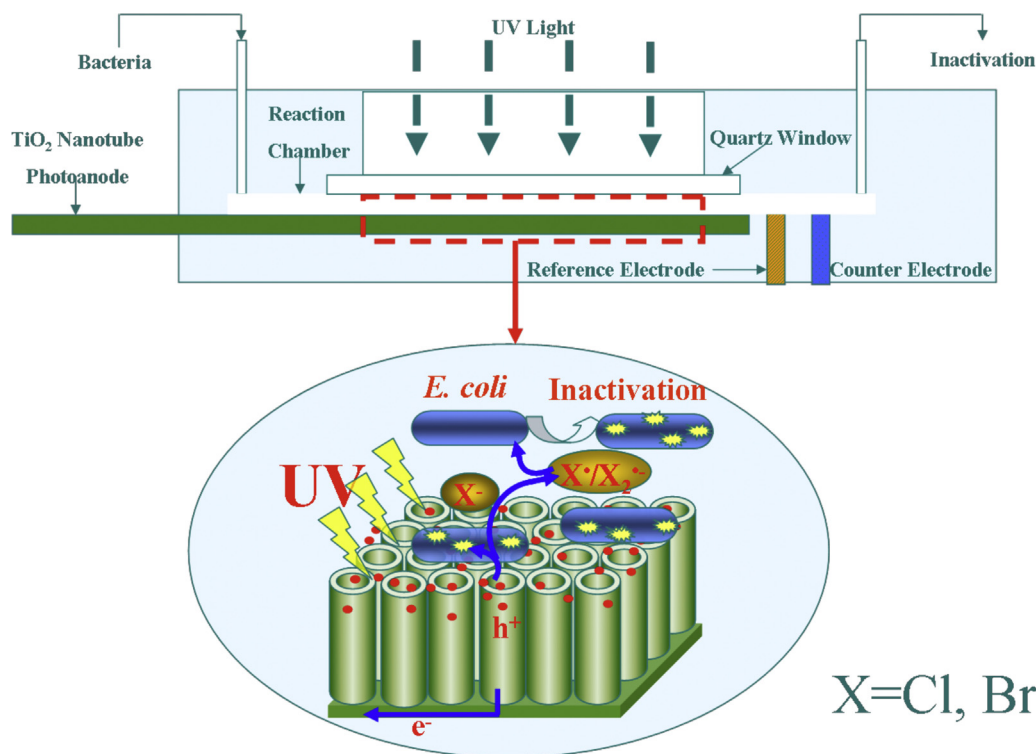 UV Light
Bacteria
Inactivation
Reaction
Chamber
TiO₂ Nanotube
Photoanode
Quartz Window
Reference Electrode
Counter Electrode
E. coli
Inactivation
UV
X⁻
X•/X₂•⁻
h⁺
e⁻
X=Cl, Br